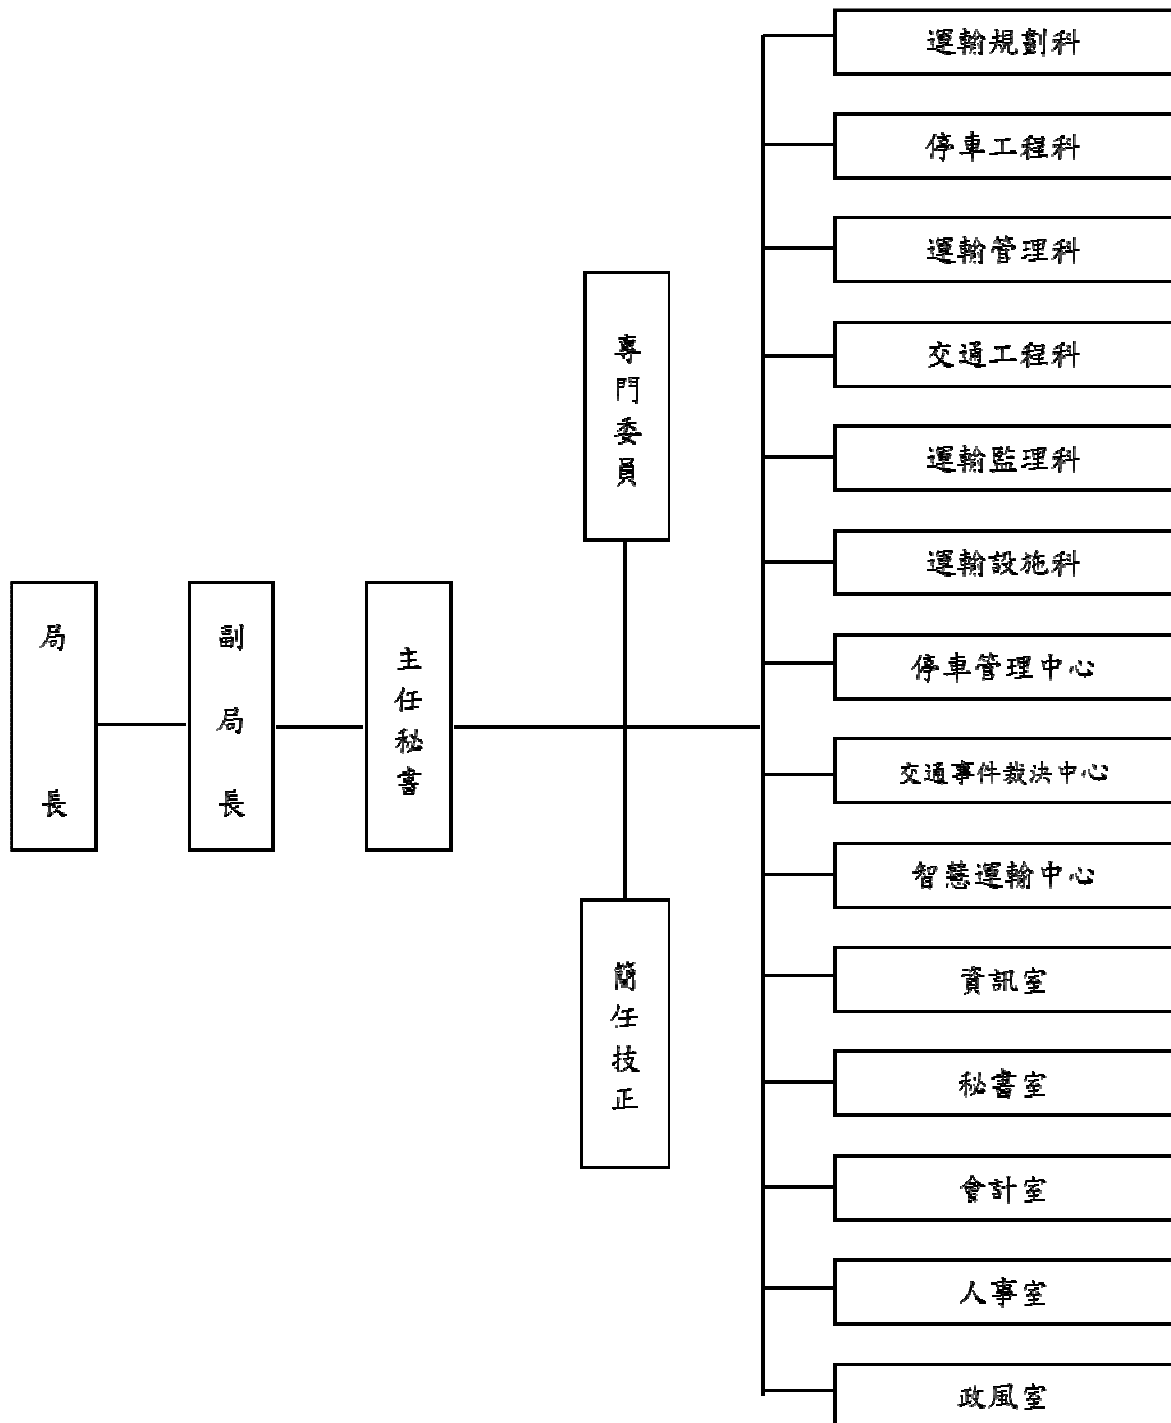 局長
副局長
主任秘書
專門委員
簡任技正
運輸規劃科
停車工程科
運輸管理科
交通工程科
運輸監理科
運輸設施科
停車管理中心
交通事件裁決中心
智慧運輸中心
資訊室
秘書室
會計室
人事室
政風室